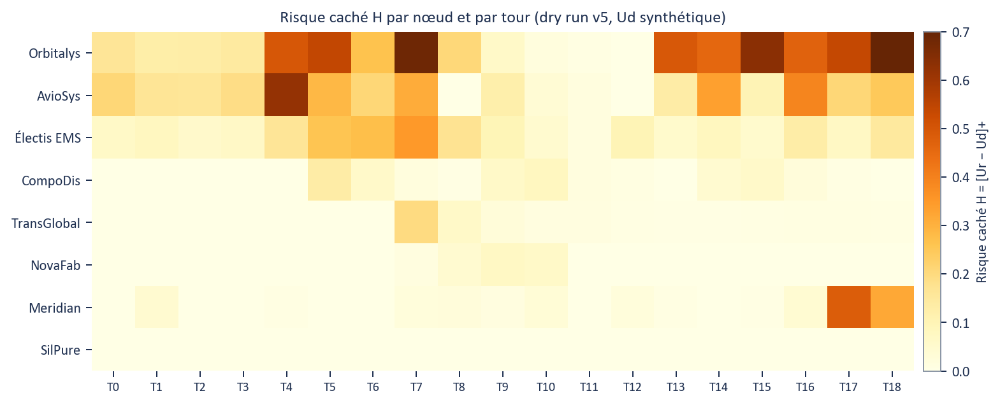 Risque caché H par nœud et par tour (dry run v5, Ud synthétique)
Orbitalys
AvioSys
Électis EMS
CompoDis
TransGlobal
NovaFab
Meridian
SilPure
T0 T1 T2 T3 T4 T5 T6 T7 T8 T9 T10 T11 T12 T13 T14 T15 T16 T17 T18
0.7
0.6
0.5
0.4
0.3
0.2
0.1
0.0
Risque caché H = [Ur − Ud]+